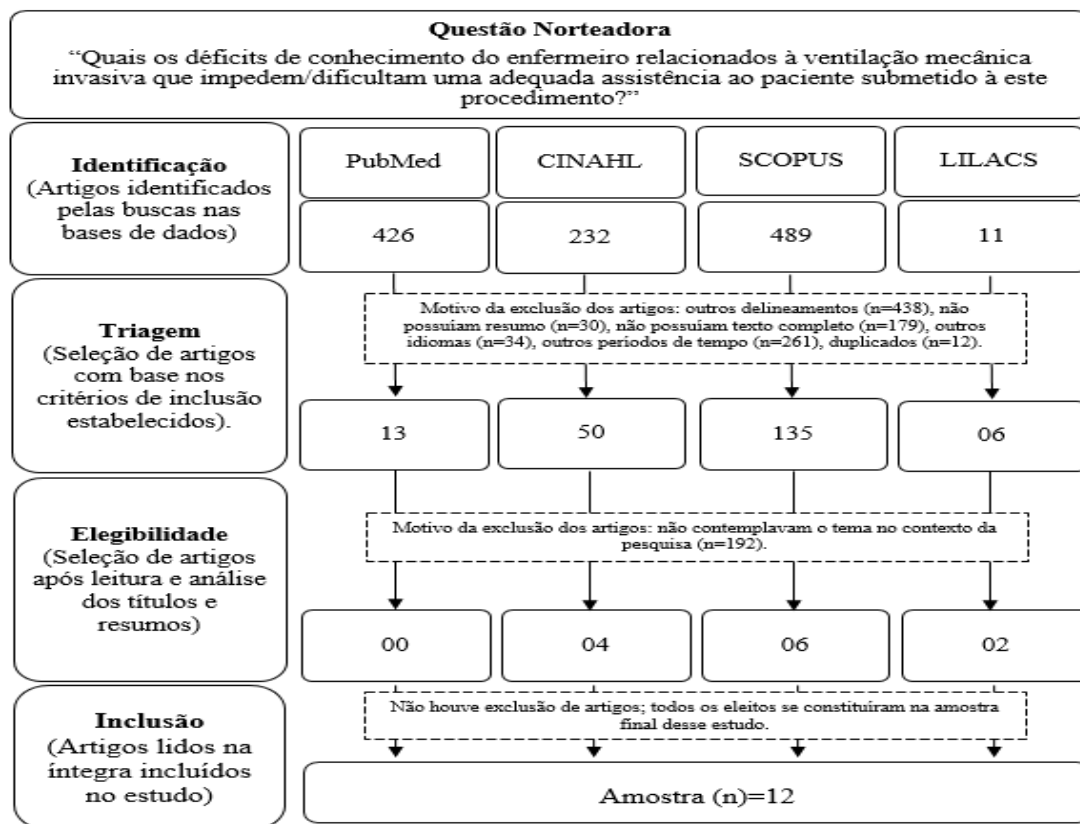 Questão Norteadora
“Quais os déficits de conhecimento do enfermeiro relacionados à ventilação mecânica
invasiva que impedem/dificultam uma adequada assistência ao paciente submetido à este
procedimento?”
Identificação
(Artigos identificados
pelas buscas nas
bases de dados)
PubMed
CINAHL
SCOPUS
LILACS
426
232
489
11
Triagem
(Seleção de artigos
com base nos
critérios de inclusão
estabelecidos).
Motivo da exclusão dos artigos: outros delineamentos (n=438), não
possuíam resumo (n=30), não possuíam texto completo (n=179), outros
idiomas (n=34), outros períodos de tempo (n=261), duplicados (n=12).
13
50
135
06
Elegibilidade
(Seleção de artigos
após leitura e análise
dos títulos e
resumos)
Motivo da exclusão dos artigos: não contemplavam o tema no contexto da
pesquisa (n=192).
00
04
06
02
Inclusão
(Artigos lidos na
íntegra incluídos
no estudo)
Não houve exclusão de artigos; todos os eleitos se constituíram na amostra
final desse estudo.
Amostra (n)=12